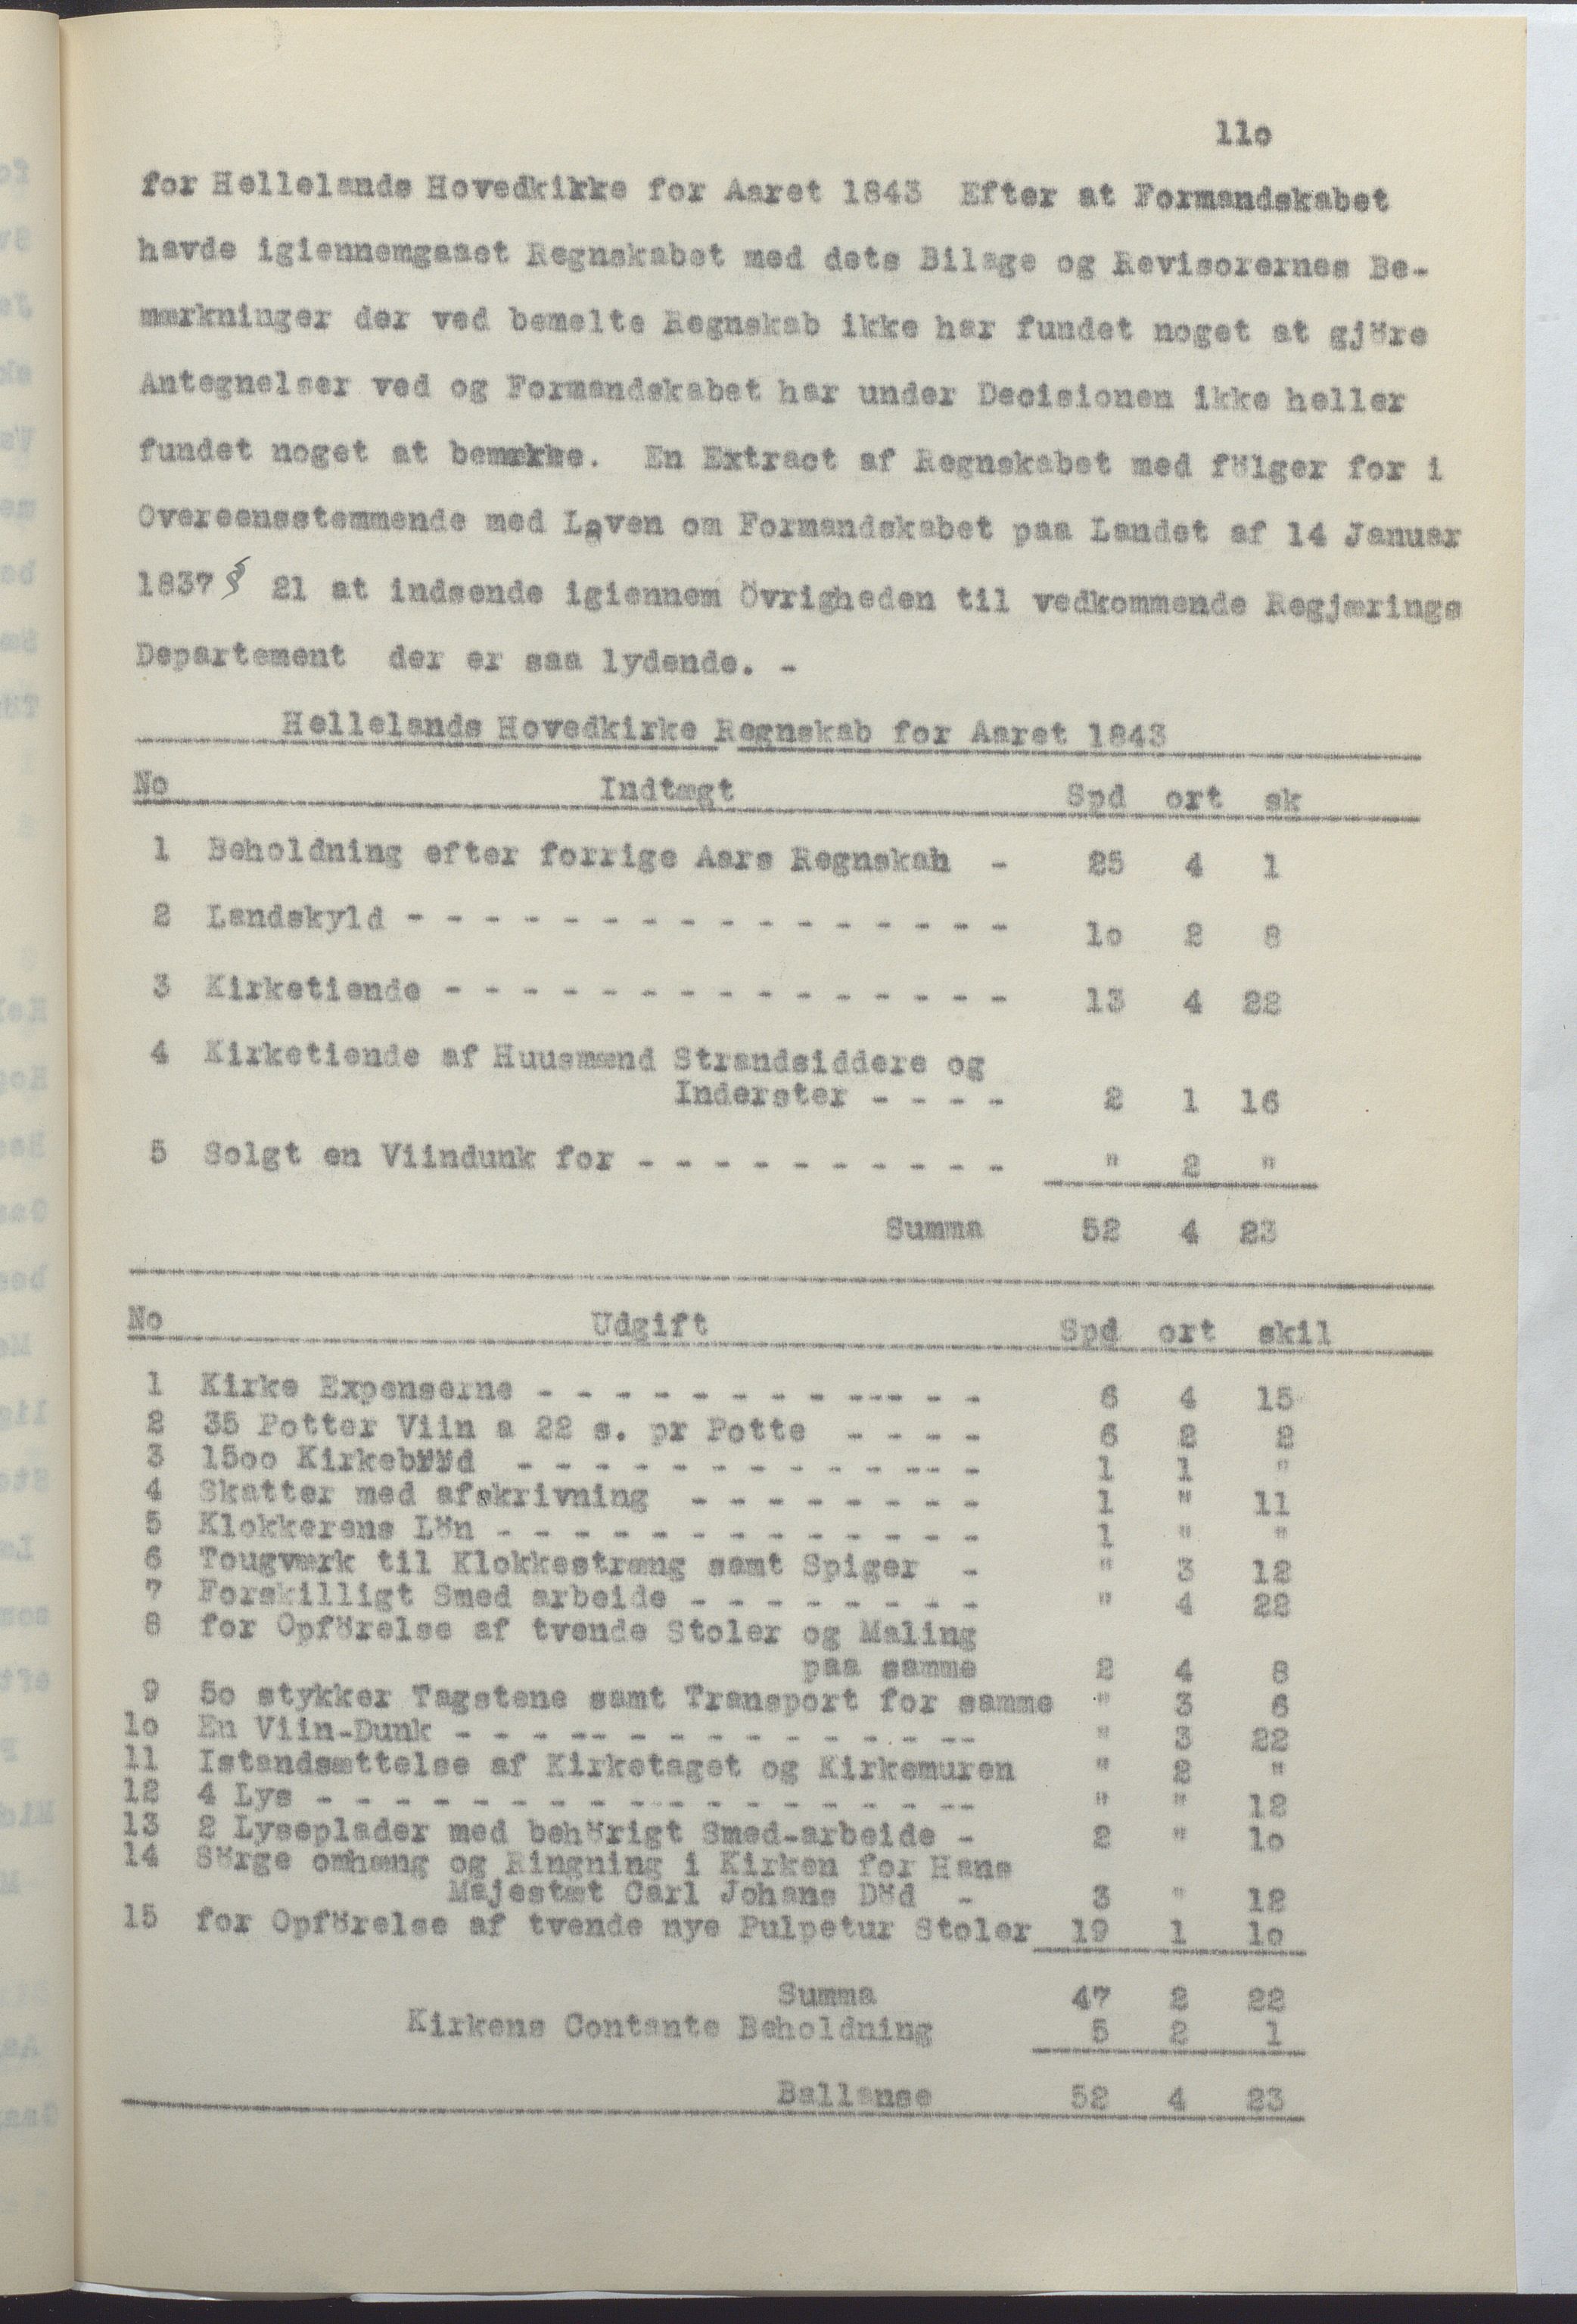 11o
for Hellelands Hovedkikke for Aaret 1843 Efter at Formandskabet
havde igiennemgaaet Regnskabet med dets Bilage og Revisorernes Be-
mærkninger der ved bemelte Regnskab ikke har fundet noget at gjöre
Antegnelser ved og Formandskabet har under Decisionen ikke heller
fundet noget at bemærke. En Extract af Regnskabet med fölger for i
Overeensstemmende med Loven om Formandskabet paa Landet af 14 Januar
1837 § 21 at indsende igiennem Övrigheden til vedkommende Regjærings
Departement der er saa lydende. -
Hellelands Hovedkirke Regnskab for Aaret 1843
No Indtægt Spd ort sk
1 Beholdning efter forrige Aars Regnskab - 25 4 1
2 Landskyld - - - - - - - - - - - - - - - - 1o 2 8
3 Kirketiende - - - - - - - - - - - - - - - 13 4 22
4 Kirketiende af Huusmænd Strandsiddere og
Inderster - - - - 2 1 16
5 Solgt en Viindunk for - - - - - - - - - - " 2 "
Summa 52 4 23
No Udgift Spd ort skil
1 Kirke Expenserne - - - - - - - - - - - - 6 4 15
2 35 Potter Viin a 22 s. pr Potte - - - - 6 2 2
3 15oo Kirkebröd - - - - - - - - - - - - 1 1 "
4 Skatter med afskrivning - - - - - - - - 1 " 11
5 Klokkerens Lön - - - - - - - - - - - - - 1 " "
6 Tougværk til Klokkestræng samt Spiger - " 3 12
7 Forskilligt Smed arbeide - - - - - - - - " 4 22
8 for Opförelse af tvende Stoler og Maling
paa samme 2 4 8
9 5o stykker Tagstene samt Transport for samme " 3 6
1o En Viin-Dunk - - - - - - - - - - - - - - " 3 22
11 Istandsættelse af Kirketaget og Kirkemuren " 2 "
12 4 Lys - - - - - - - - - - - - - - - - - " " 12
13 2 Lyseplader med behörigt Smed-arbeide - 2 " 1o
14 Sörge omhæng og Ringning i Kirken for Hans
Majestæt Carl Johans Död - 3 " 12
15 for Opförelse af tvende nye Pulpetur Stoler 19 1 1o
Summa 47 2 22
Kirkens Contante Beholdning 5 2 1
Ballanse 52 4 23